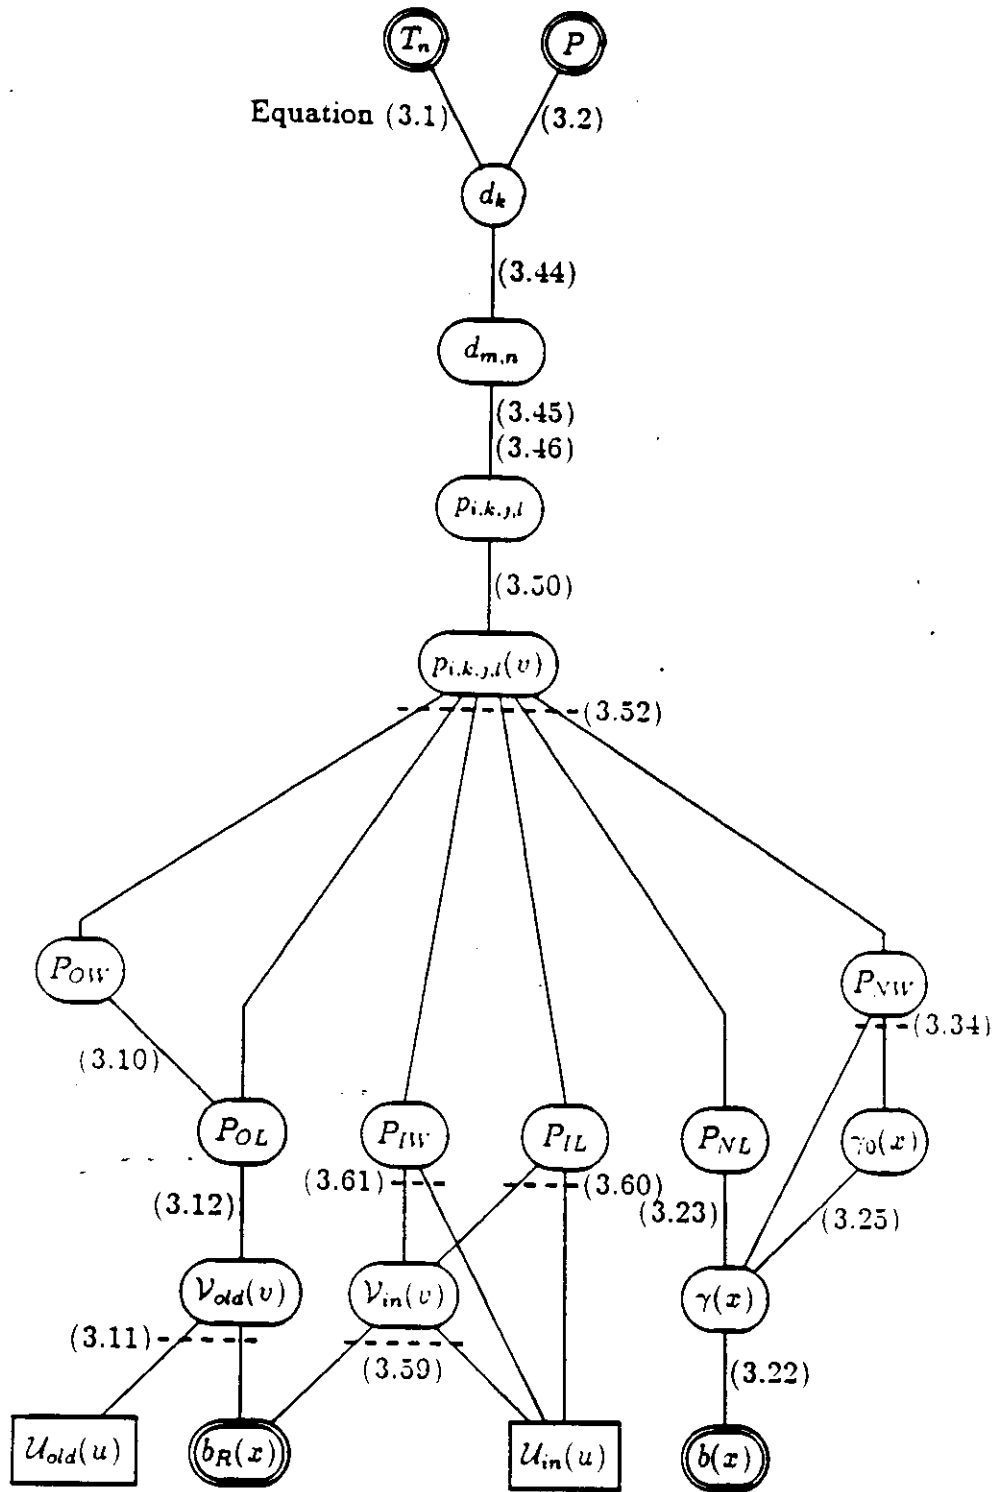 T_n
P
Equation (3.1)
(3.2)
d_k
(3.44)
d_{m,n}
(3.45)
(3.46)
p_{i,k,j,l}
(3.50)
p_{i,k,j,l}(v)
(3.52)
P_{OW}
P_{NW}
(3.34)
(3.10)
P_{OL}
P_{IW}
P_{IL}
P_{NL}
γ_0(x)
(3.61)
(3.60)
(3.12)
(3.23)
(3.25)
V_{old}(v)
V_{in}(v)
γ(x)
(3.11)
(3.59)
(3.22)
U_{old}(u)
b_R(x)
U_{in}(u)
b(x)